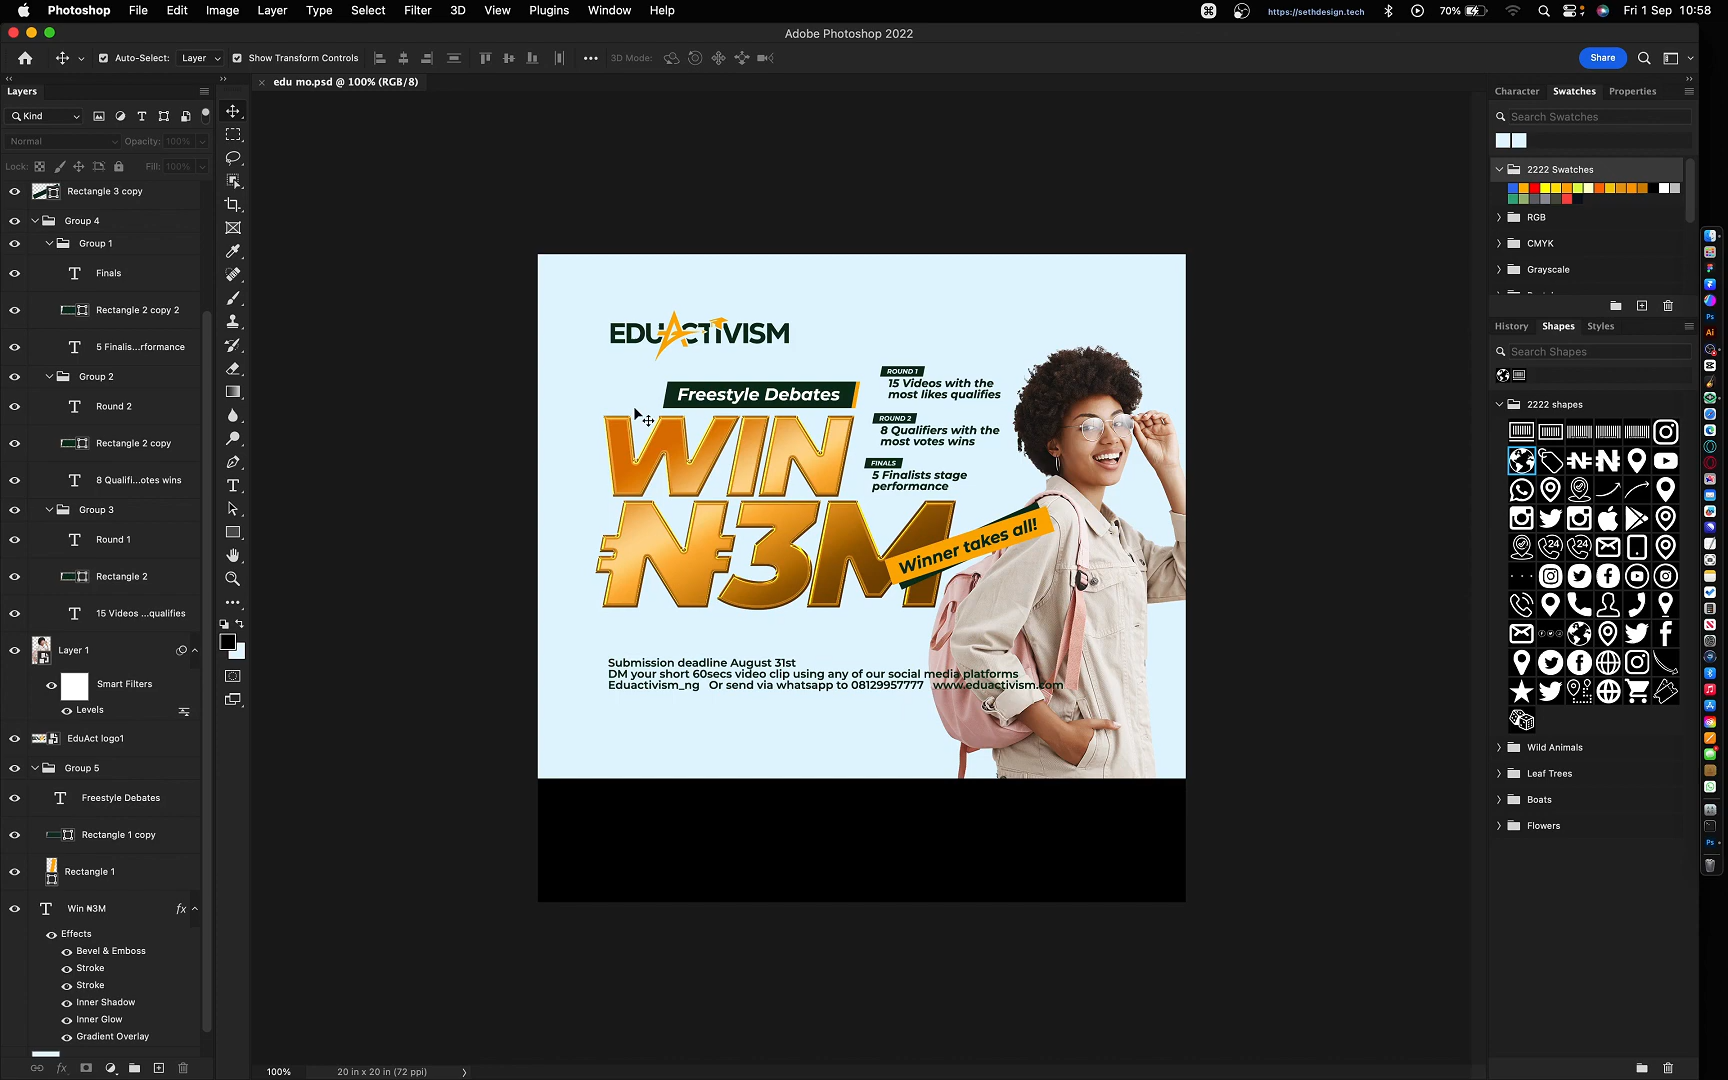 Photoshop File Edit Image Layer Type Select Filter 3D View Plugins Window Help
https://sethdesign.tech 70% Fri 1 Sep 10:58
Adobe Photoshop 2022
Auto-Select: Layer Show Transform Controls 3D Mode: Share
edu mo.psd @ 100% (RGB/8)
Layers
Kind
Normal Opacity: 100%
Lock: Fill: 100%
Rectangle 3 copy
Group 4
Group 1
Finals
Rectangle 2 copy 2
5 Finalis...rformance
Group 2
Round 2
Rectangle 2 copy
8 Qualifi...otes wins
Group 3
Round 1
Rectangle 2
15 Videos ...qualifies
Layer 1
Smart Filters
Levels
EduAct logo1
Group 5
Freestyle Debates
Rectangle 1 copy
Rectangle 1
Win ₦3M fx
Effects
Bevel & Emboss
Stroke
Stroke
Inner Shadow
Inner Glow
Gradient Overlay
fx
EDUACTIVISM
Freestyle Debates
WIN
₦3M
Winner takes all!
ROUND 1
15 Videos with the
most likes qualifies
ROUND 2
8 Qualifiers with the
most votes wins
FINALS
5 Finalists stage
performance
Submission deadline August 31st
DM your short 60secs video clip using any of our social media platforms
Eduactivism_ng Or send via whatsapp to 08129957777 www.eduactivism.com
100% 20 in x 20 in (72 ppi)
Character Swatches Properties
Search Swatches
2222 Swatches
RGB
CMYK
Grayscale
History Shapes Styles
Search Shapes
2222 shapes
Wild Animals
Leaf Trees
Boats
Flowers